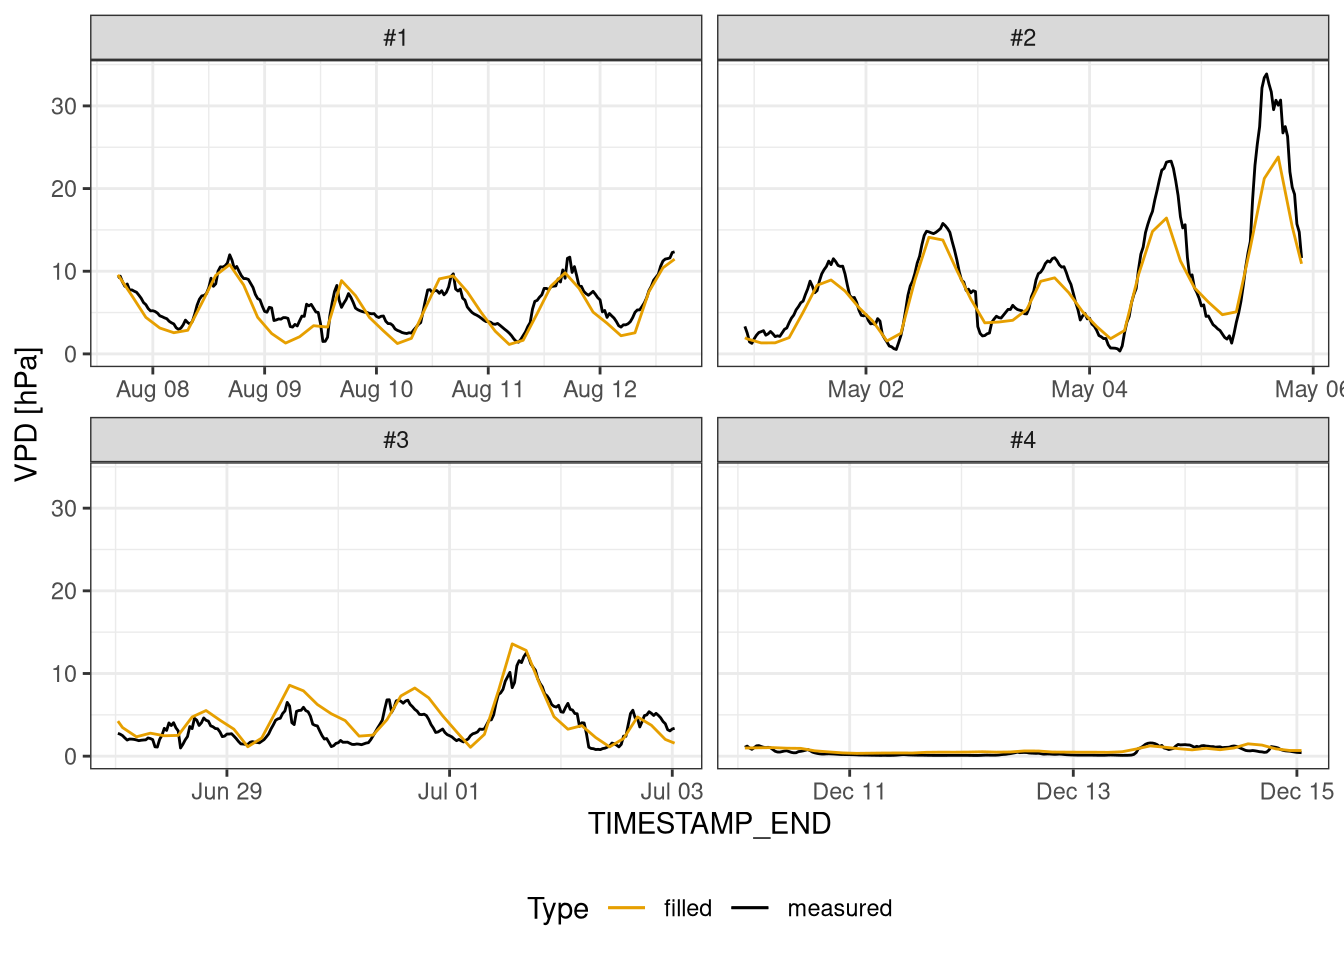 #1
#2
30
20
10
0
Aug 08
Aug 09
Aug 10
Aug 11
Aug 12
May 02
May 04
May 06
VPD [hPa]
#3
#4
30
20
10
0
Jun 29
Jul 01
Jul 03
Dec 11
Dec 13
Dec 15
TIMESTAMP_END
Type
filled
measured